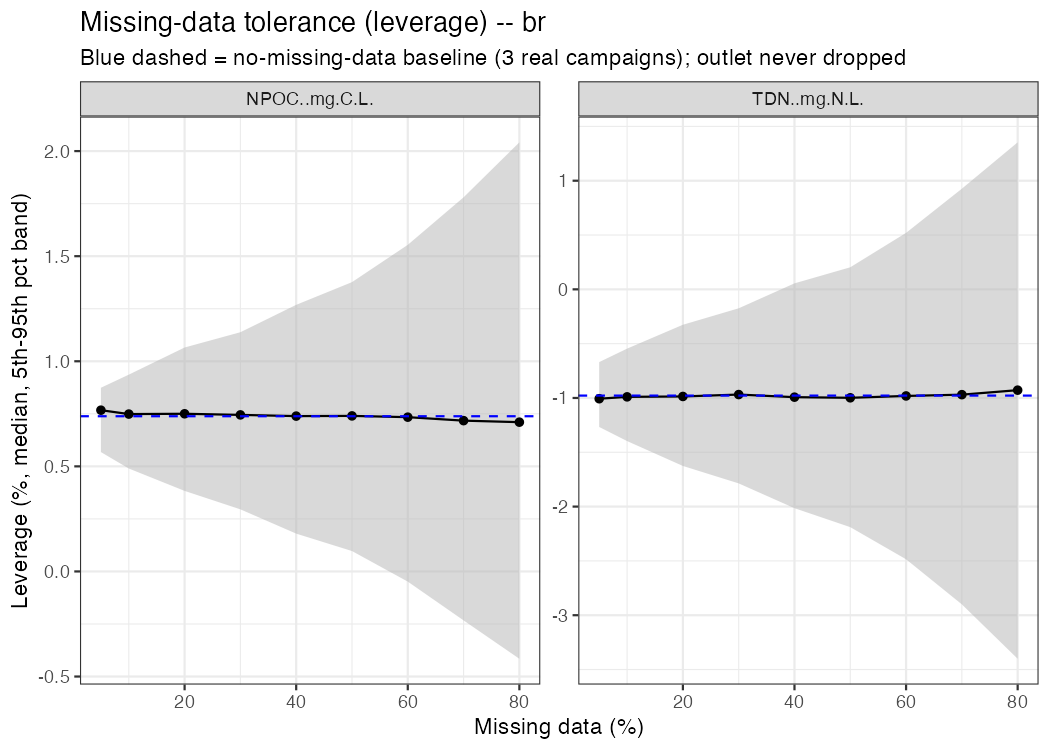 Missing-data tolerance (leverage) -- br
Blue dashed = no-missing-data baseline (3 real campaigns); outlet never dropped
NPOC..mg.C.L.
TDN..mg.N.L.
Leverage (%, median, 5th-95th pct band)
2.0
1.5
1.0
0.5
0.0
-0.5
1
0
-1
-2
-3
20 40 60 80
20 40 60 80
Missing data (%)